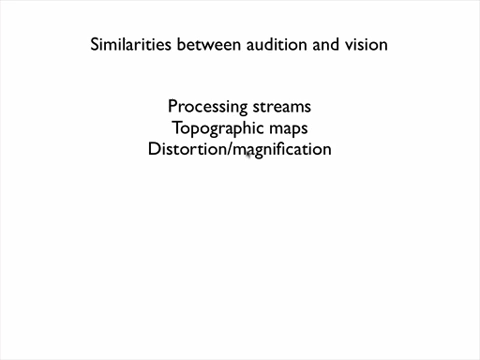 Similarities between audition and vision
Processing streams
Topographic maps
Distortion/magnification